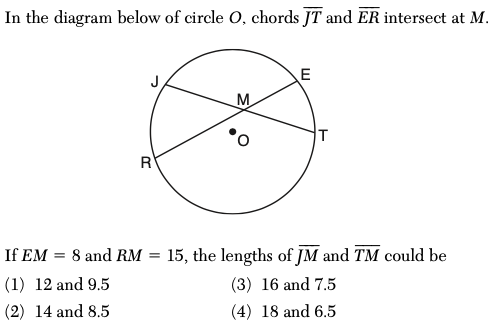 In the diagram below of circle O, chords JT and ER intersect at M.
J
E
M
O
T
R
If EM = 8 and RM = 15, the lengths of JM and TM could be
(1) 12 and 9.5 (3) 16 and 7.5
(2) 14 and 8.5 (4) 18 and 6.5